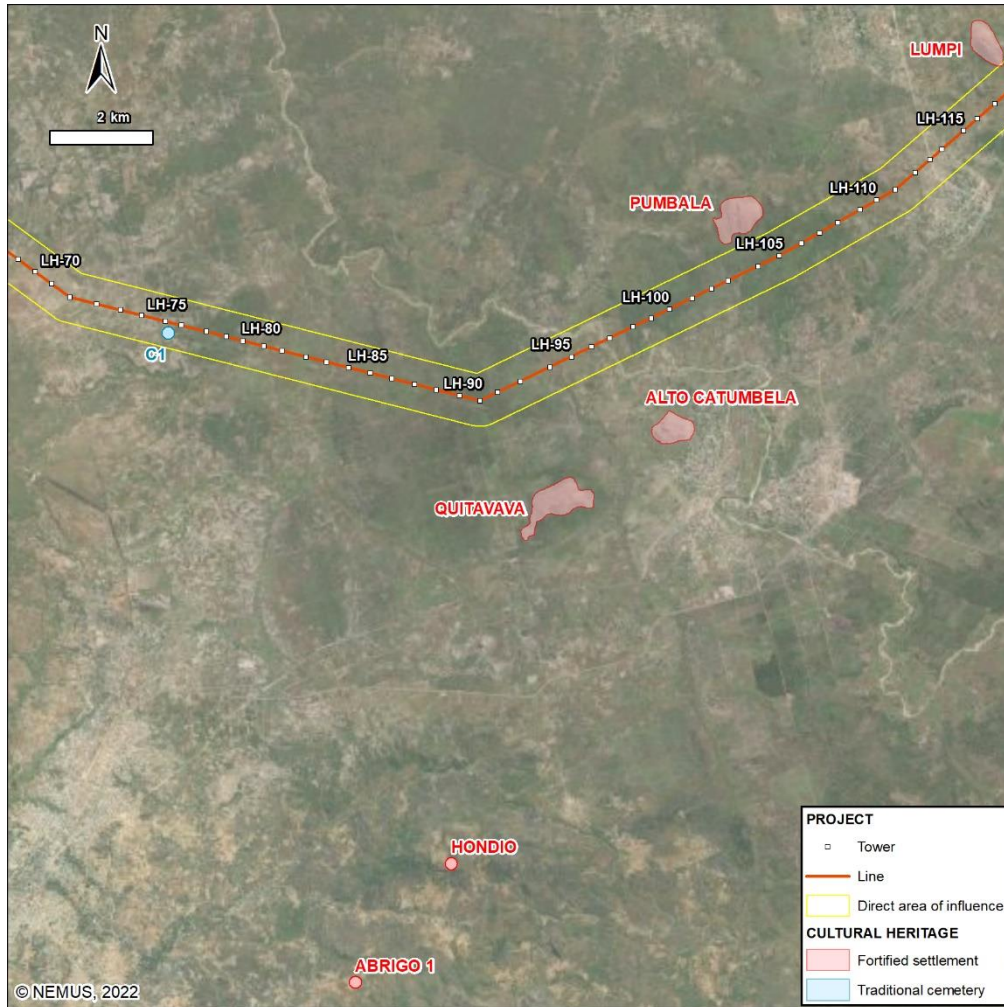 N
2 km
LUMPI
LH-115
PUMBALA
LH-110
LH-105
LH-70
LH-100
LH-75
LH-80
LH-95
LH-85
C1
LH-90
ALTO CATUMBELA
QUITAVAVA
HONDIO
ABRIGO 1
PROJECT
Tower
Line
Direct area of influence
CULTURAL HERITAGE
Fortified settlement
Traditional cemetery
© NEMUS, 2022